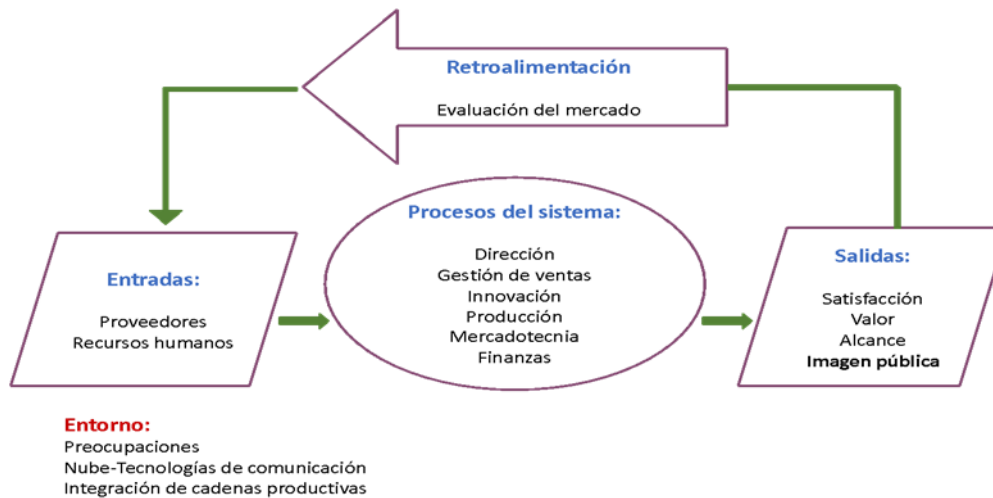 Retroalimentación
Evaluación del mercado
Entradas:
Proveedores
Recursos humanos
Procesos del sistema:
Dirección
Gestión de ventas
Innovación
Producción
Mercadotecnia
Finanzas
Salidas:
Satisfacción
Valor
Alcance
Imagen pública
Entorno:
Preocupaciones
Nube-Tecnologías de comunicación
Integración de cadenas productivas